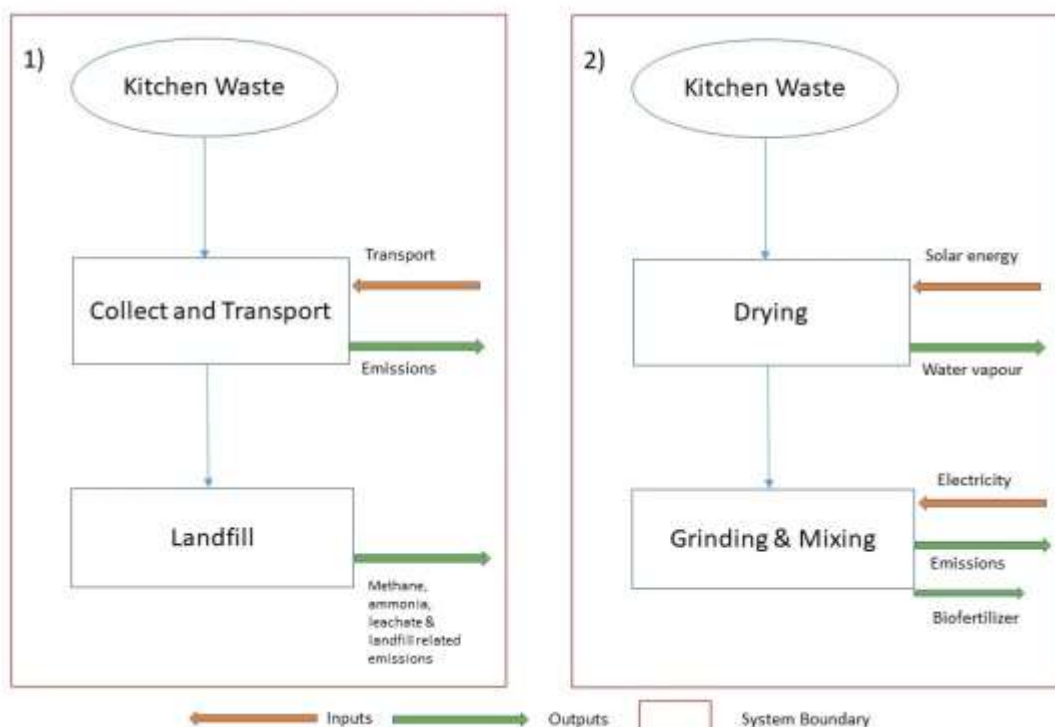 1)
Kitchen Waste
Transport
Collect and Transport
Emissions
Landfill
Methane,
ammonia,
leachate &
landfill related
emissions
2)
Kitchen Waste
Solar energy
Drying
Water vapour
Electricity
Grinding & Mixing
Emissions
Biofertilizer
Inputs
Outputs
System Boundary